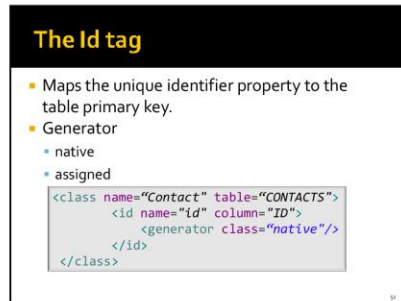 The Id tag
Maps the unique identifier property to the
table primary key.
Generator
native
assigned
<class name=“Contact" table=“CONTACTS">
<id name="id" column="ID">
<generator class=“native"/>
</id>
</class>